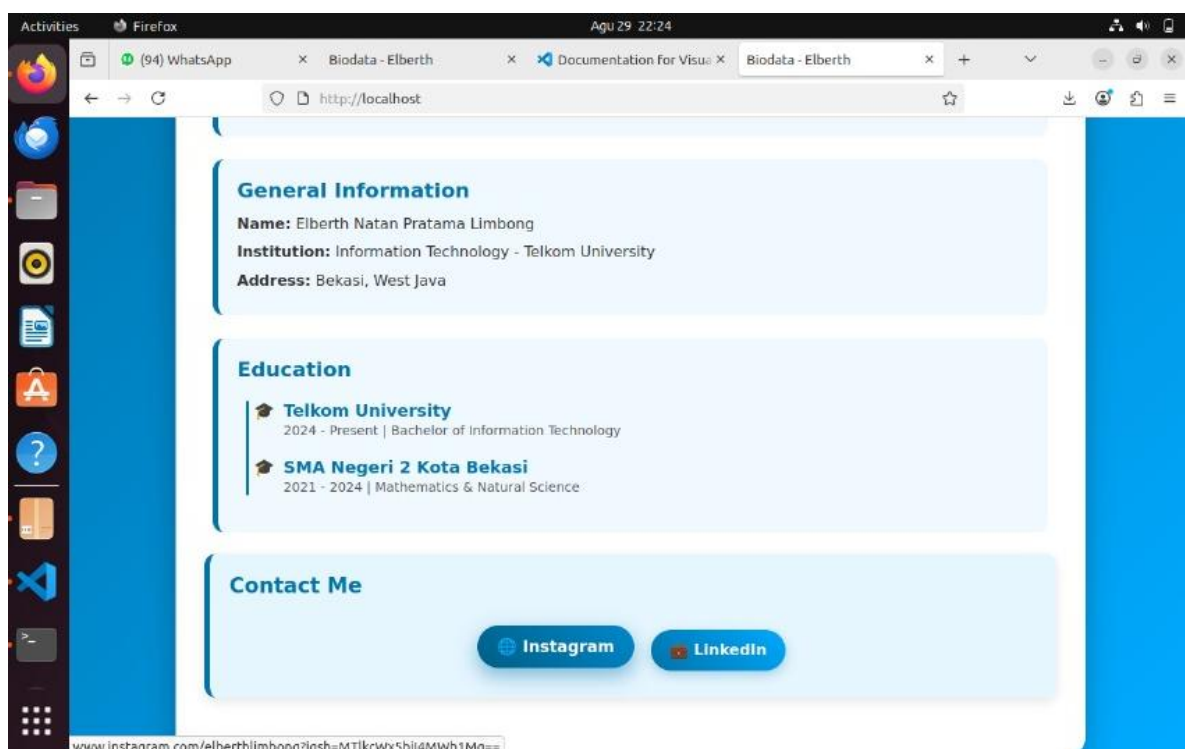 Activities Firefox Agu 29 22:24
(94) WhatsApp × Biodata - Elberth × Documentation for Visua × Biodata - Elberth × +
http://localhost
General Information
Name: Elberth Natan Pratama Limbong
Institution: Information Technology - Telkom University
Address: Bekasi, West Java
Education
Telkom University
2024 - Present | Bachelor of Information Technology
SMA Negeri 2 Kota Bekasi
2021 - 2024 | Mathematics & Natural Science
Contact Me
Instagram LinkedIn